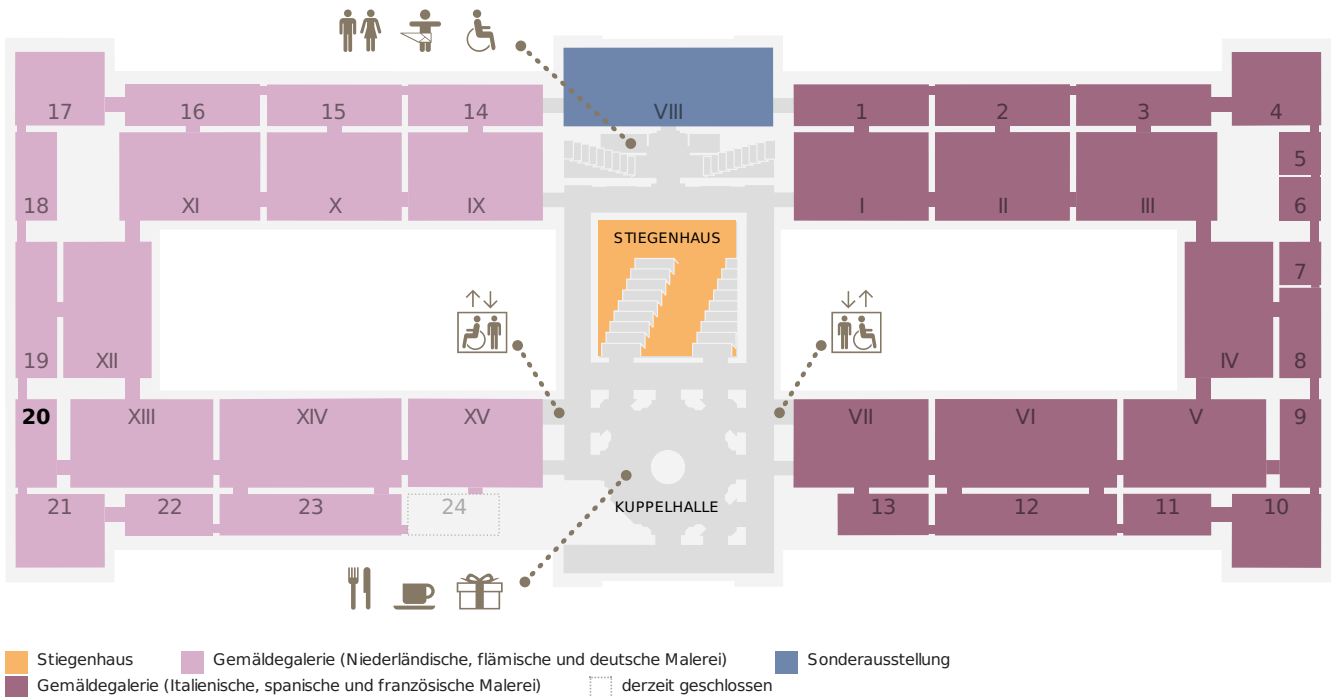 17 16 15 14 VIII 1 2 3 4
5
18 XI X IX I II III 6
STIEGENHAUS
7
19 XII IV 8
20 XIII XIV XV VII VI V 9
21 22 23 24 KUPPELHALLE 13 12 11 10
Stiegenhaus Gemäldegalerie (Niederländische, flämische und deutsche Malerei) Sonderausstellung
Gemäldegalerie (Italienische, spanische und französische Malerei) derzeit geschlossen